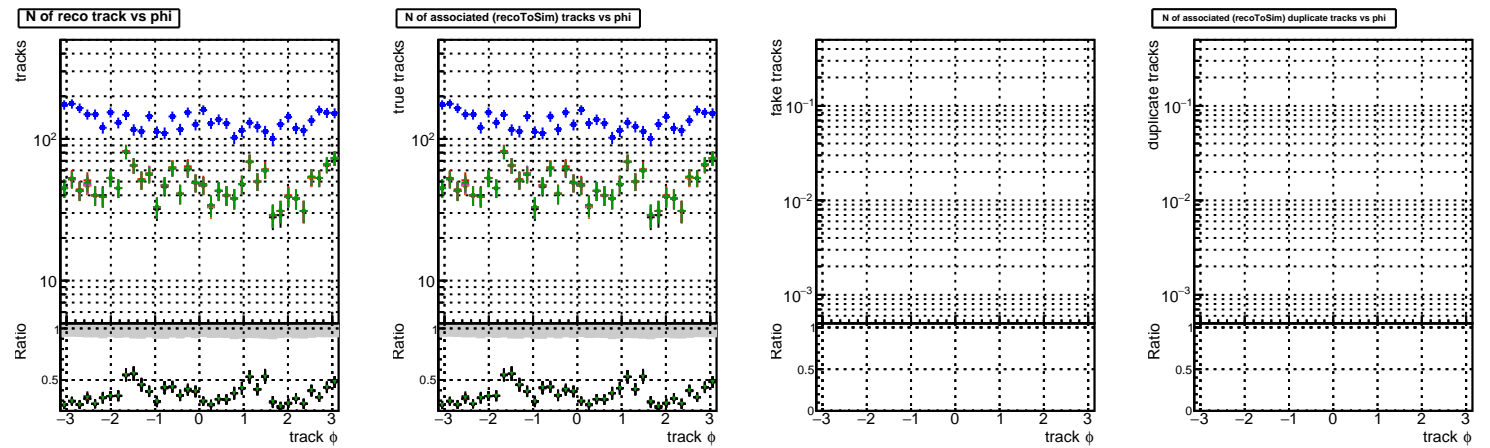 N of reco track vs phi
tracks
10²
10
Ratio
1
0.5
−3 −2 −1 0 1 2 3
track ϕ
N of associated (recoToSim) tracks vs phi
true tracks
10²
10
Ratio
1
0.5
−3 −2 −1 0 1 2 3
track ϕ
fake tracks
10⁻¹
10⁻²
10⁻³
Ratio
1
0.5
0
−3 −2 −1 0 1 2 3
track ϕ
N of associated (recoToSim) duplicate tracks vs phi
duplicate tracks
10⁻¹
10⁻²
10⁻³
Ratio
1
0.5
0
−3 −2 −1 0 1 2 3
track ϕ